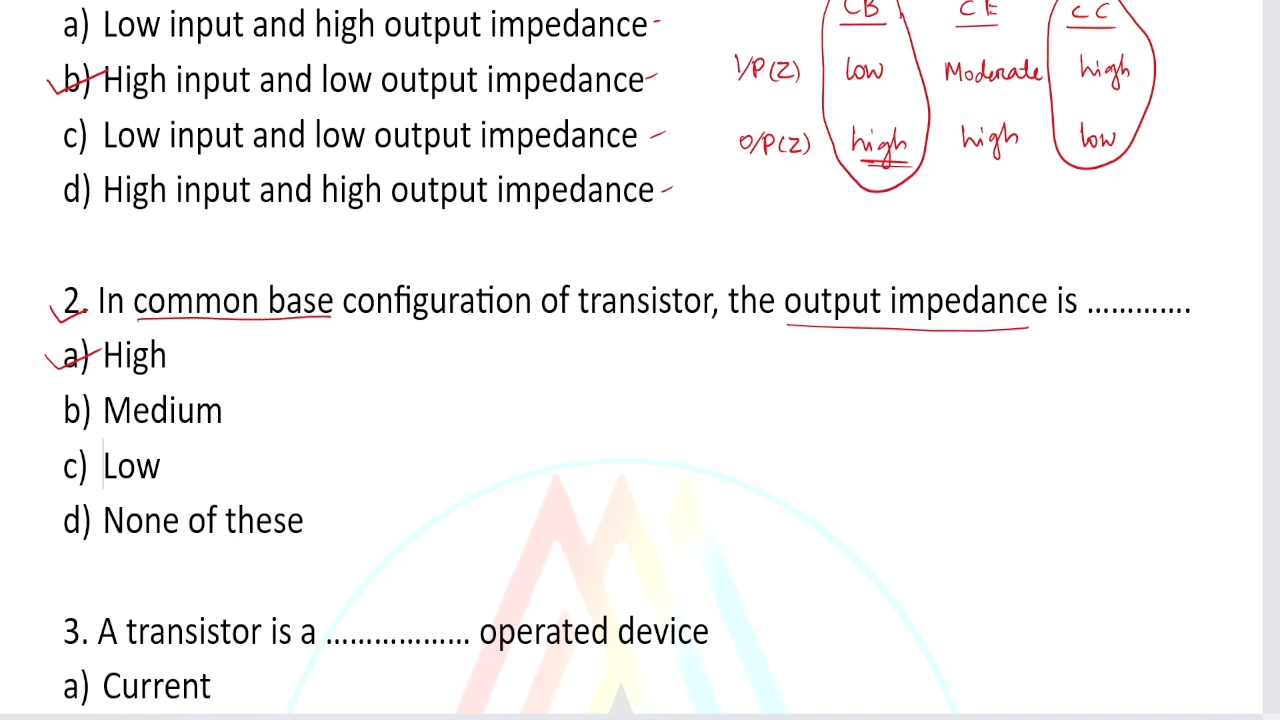 CB CE CC
a) Low input and high output impedance
I/P(Z) low Moderate high
b) High input and low output impedance
c) Low input and low output impedance
O/P(Z) high high low
d) High input and high output impedance
2. In common base configuration of transistor, the output impedance is .............
a) High
b) Medium
c) Low
d) None of these
3. A transistor is a .................. operated device
a) Current